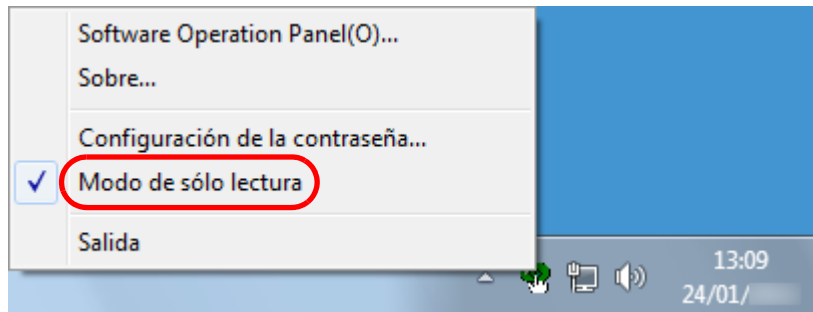 Software Operation Panel(O)...
Sobre...
Configuración de la contraseña...
Modo de sólo lectura
Salida
13:09
24/01/